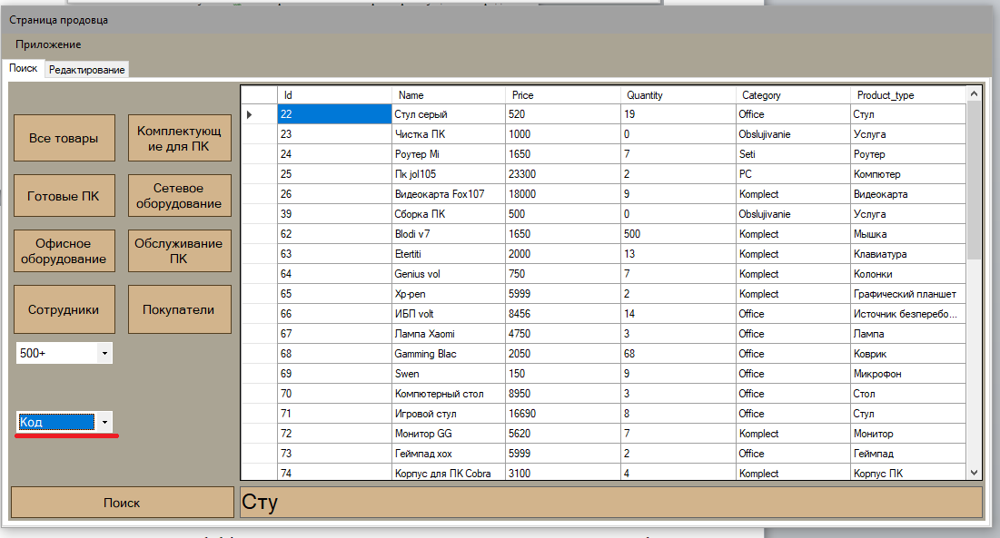 Страница продовца
Приложение
Поиск Редактирование
Все товары
Комплектующ
ие для ПК
Готовые ПК
Сетевое
оборудование
Офисное
оборудование
Обслуживание
ПК
Сотрудники
Покупатели
500+
Код
Id Name Price Quantity Category Product_type
22 Стул серый 520 19 Office Стул
23 Чистка ПК 1000 0 Obslujivanie Услуга
24 Роутер Mi 1650 7 Seti Роутер
25 Пк jol105 23300 2 PC Компютер
26 Видеокарта Fox107 18000 9 Komplect Видеокарта
39 Сборка ПК 500 0 Obslujivanie Услуга
62 Blodi v7 1650 500 Komplect Мышка
63 Etertiti 2000 13 Komplect Клавиатура
64 Genius vol 750 7 Komplect Колонки
65 Xp-pen 5999 2 Komplect Графический планшет
66 ИБП volt 8456 14 Office Источник безперебо...
67 Лампа Xaomi 4750 3 Office Лампа
68 Gamming Blac 2050 68 Office Коврик
69 Swen 150 9 Office Микрофон
70 Компютерный стол 8950 3 Office Стол
71 Игровой стул 16690 8 Office Стул
72 Монитор GG 5620 7 Komplect Монитор
73 Геймпад xox 5999 2 Office Геймпад
74 Корпус для ПК Cobra 3100 4 Komplect Корпус ПК
Поиск
Сту